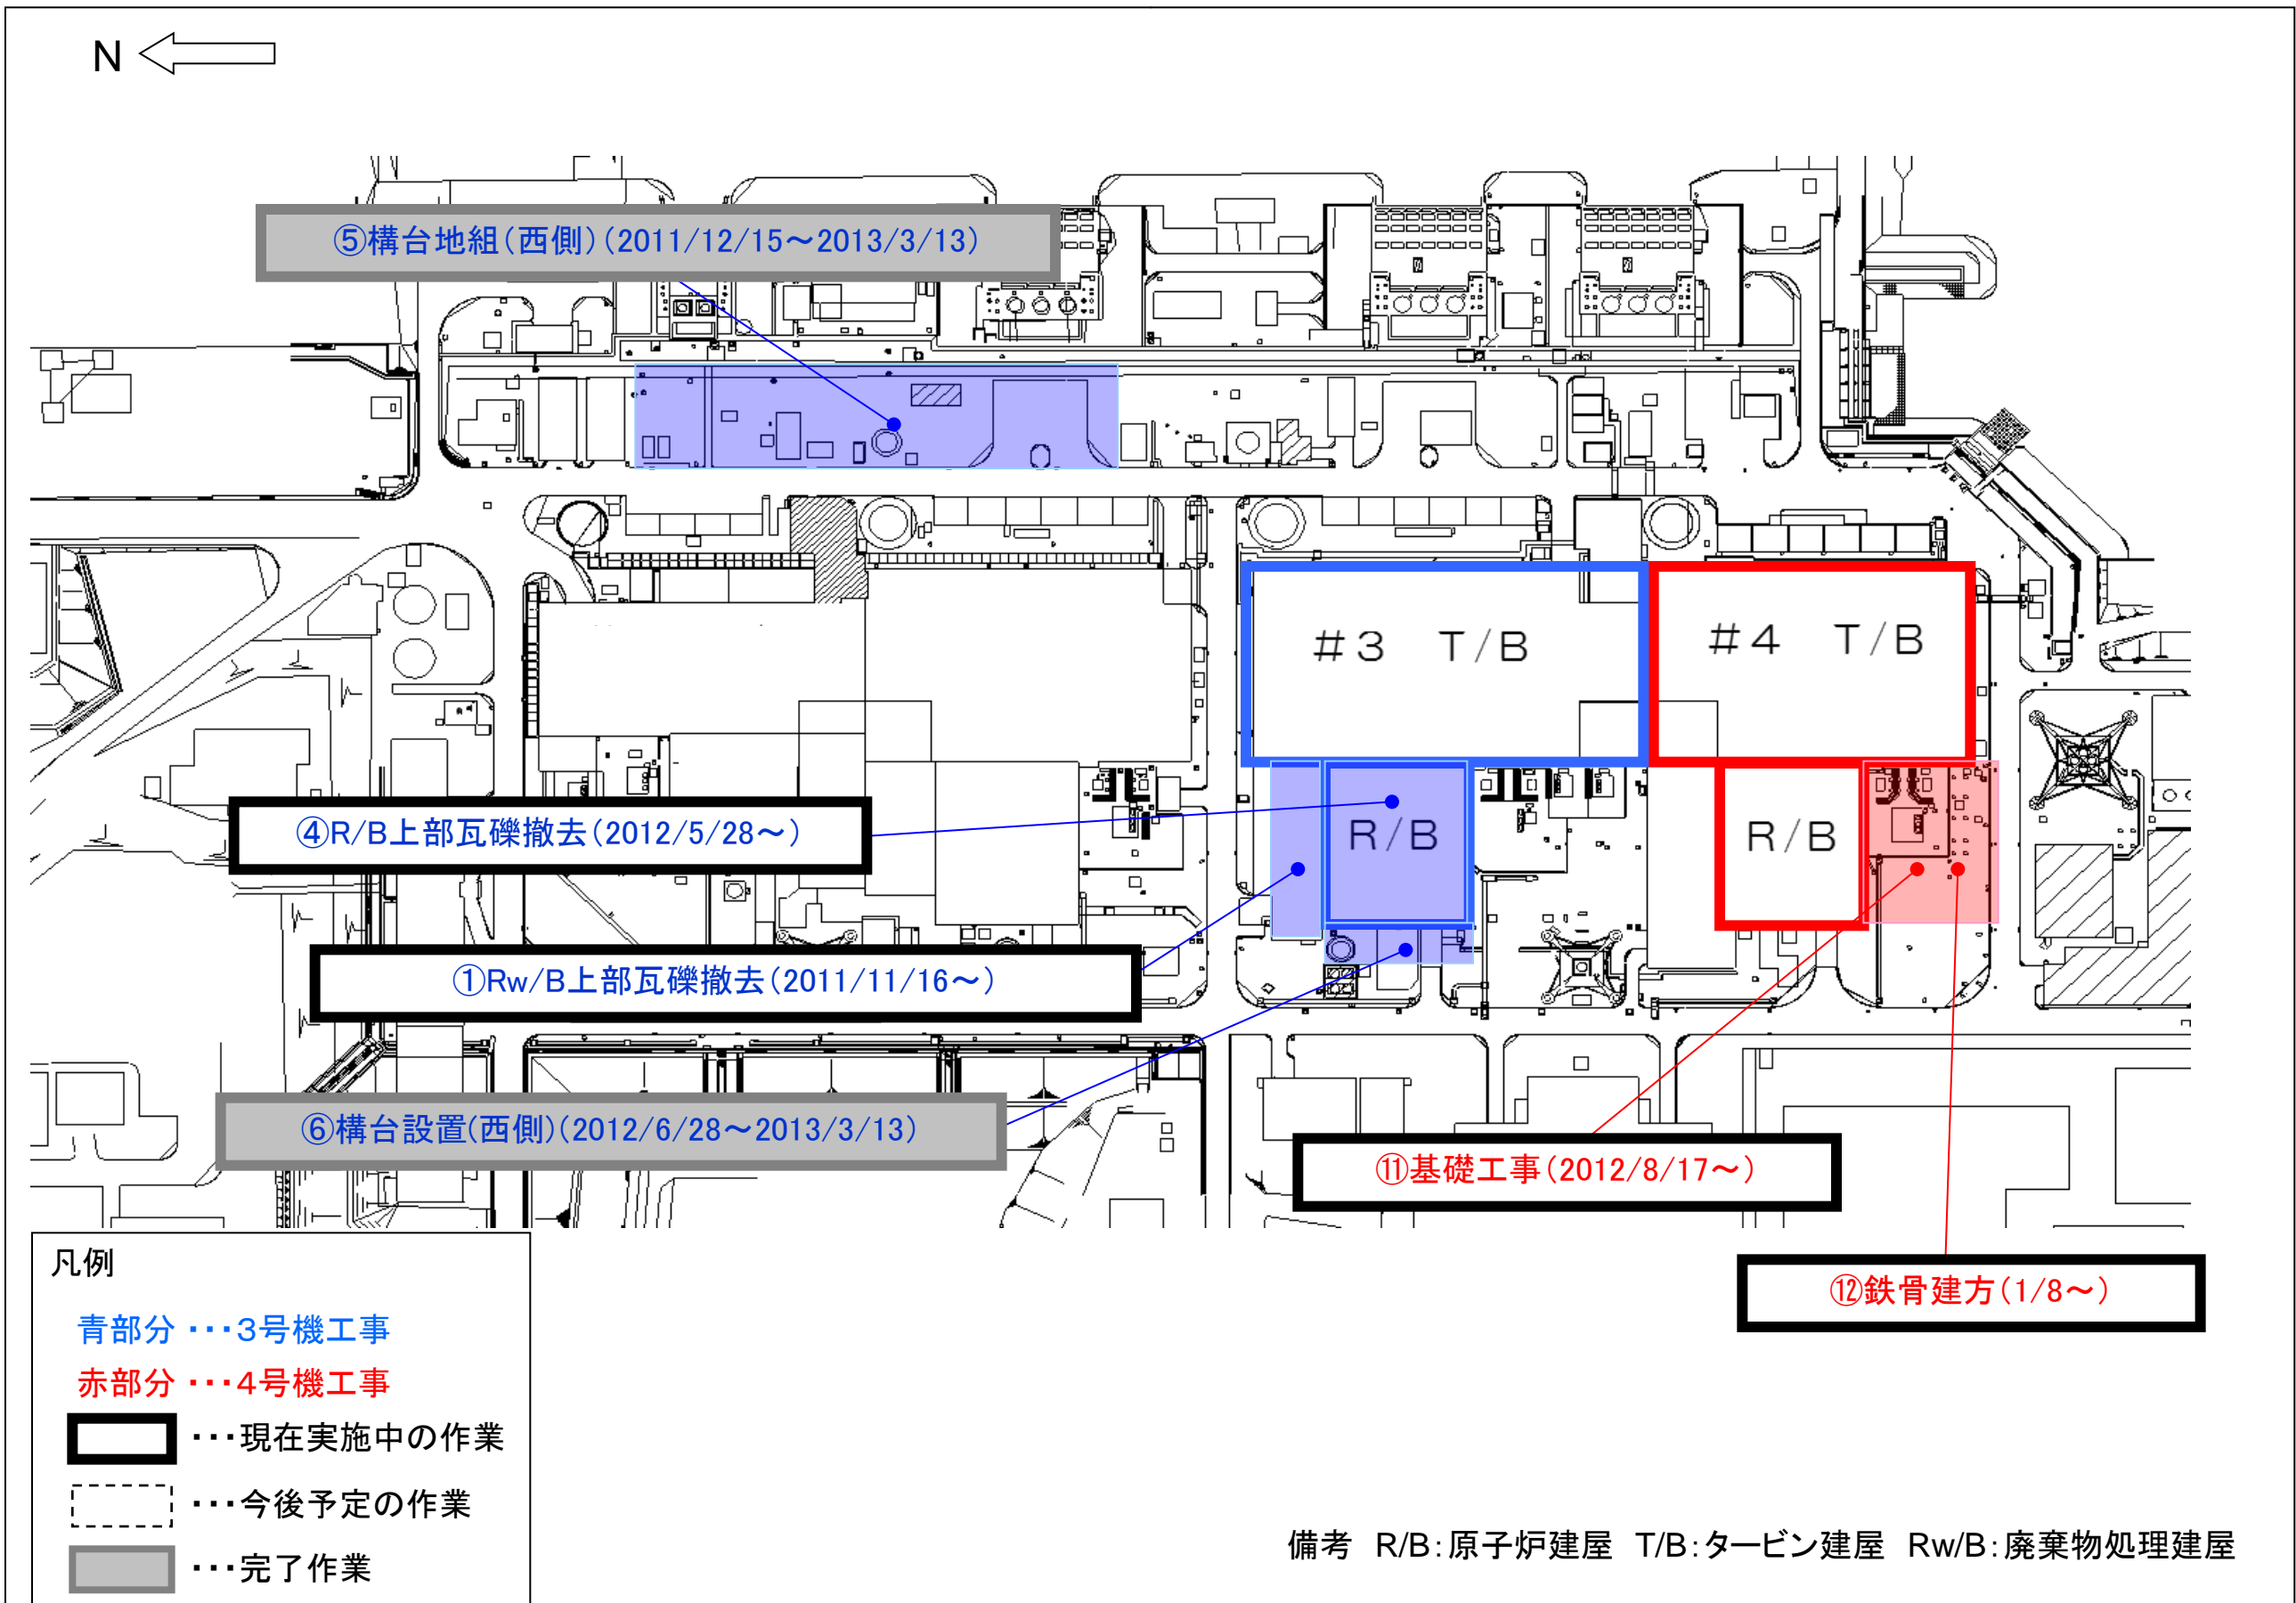 N
⑤構台地組(西側)(2011/12/15～2013/3/13)
#3 T/B
#4 T/B
④R/B上部瓦礫撤去(2012/5/28～)
R/B
R/B
①Rw/B上部瓦礫撤去(2011/11/16～)
⑥構台設置(西側)(2012/6/28～2013/3/13)
⑪基礎工事(2012/8/17～)
⑫鉄骨建方(1/8～)
凡例
青部分 ･･･3号機工事
赤部分 ･･･4号機工事
･･･現在実施中の作業
･･･今後予定の作業
･･･完了作業
備考 R/B:原子炉建屋 T/B:タービン建屋 Rw/B:廃棄物処理建屋